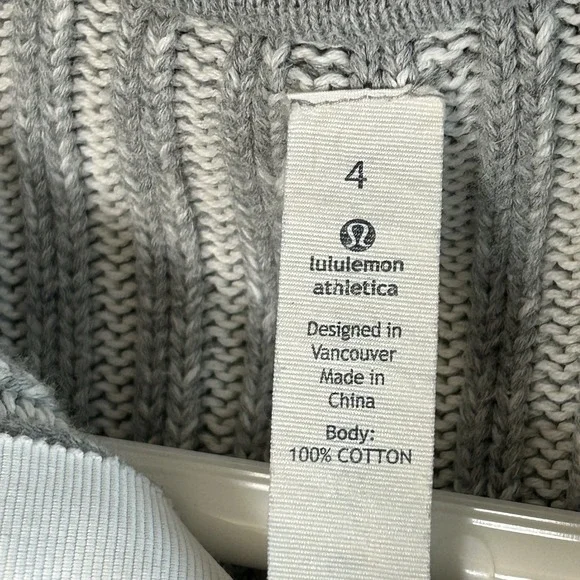 4
lululemon
athletica
Designed in
Vancouver
Made in
China
Body:
100% COTTON